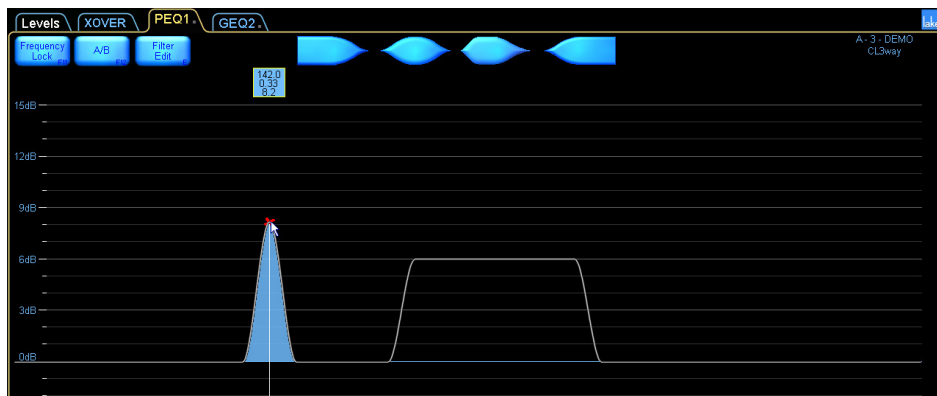 Levels XOVER PEQ1 GEQ2
lake
Frequency Lock A/B Filter Edit
A - 3 - DEMO
CL3way
142.0
0.33
8.2
15dB
12dB
9dB
6dB
3dB
0dB